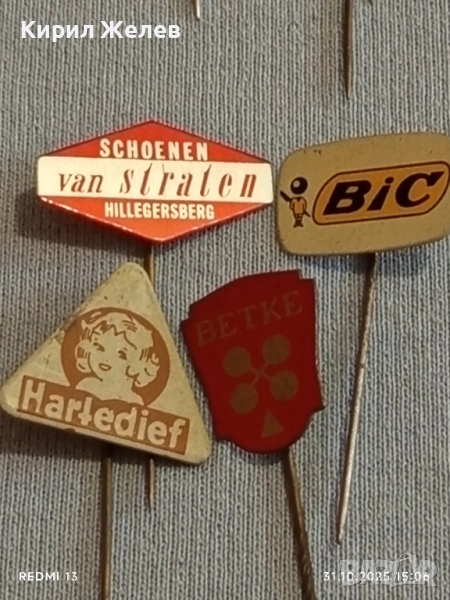 Кирил Желев
SCHOENEN
van straten
HILLEGERSBERG
BiC
BETKE
Hartedief
REDMI 13
31.10.2025 15:06